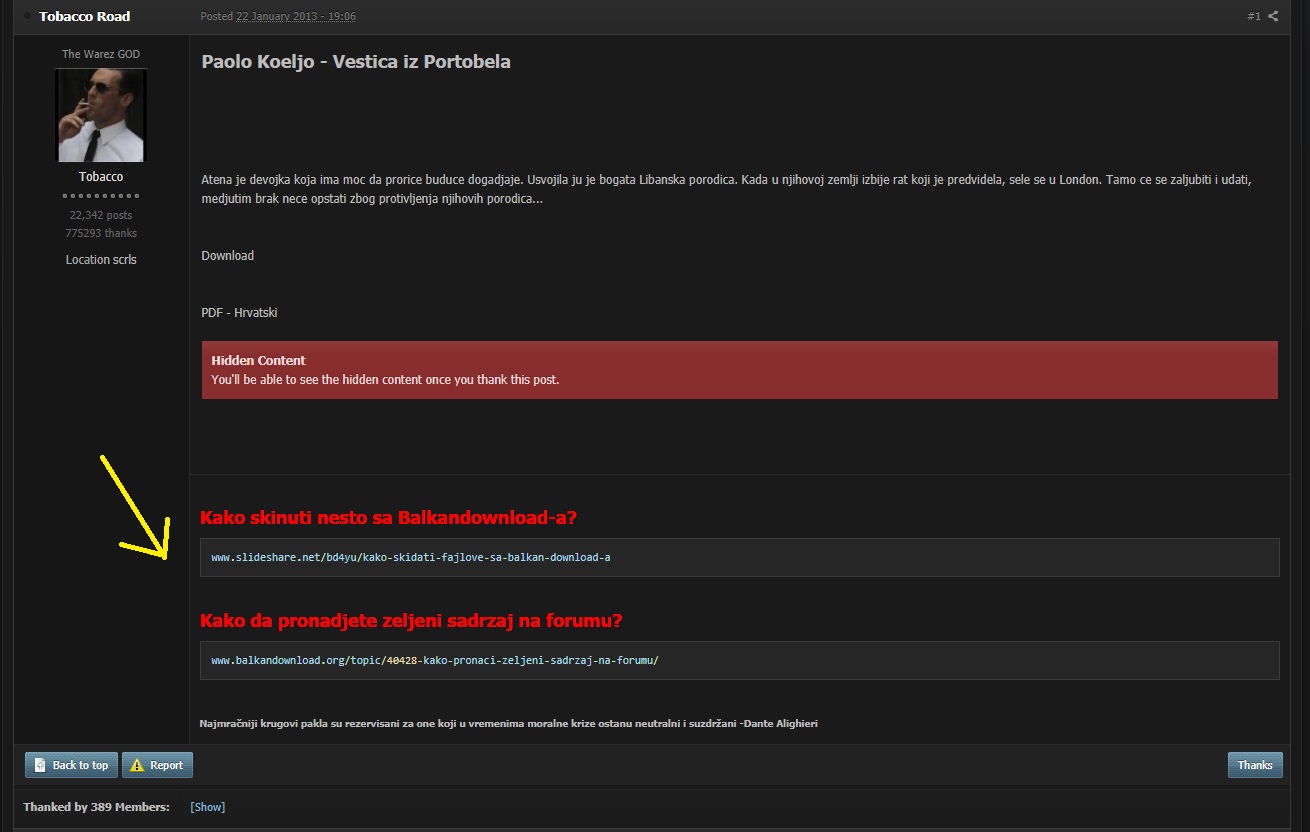 Tobacco Road
Posted 22 January 2013 - 19:06
#1
The Warez GOD
Tobacco
22,342 posts
775293 thanks
Location scrls
Paolo Koeljo - Vestica iz Portobela
Atena je devojka koja ima moc da prorice buduce dogadjaje. Usvojila ju je bogata Libanska porodica. Kada u njihovoj zemlji izbije rat koji je predvidela, sele se u London. Tamo ce se zaljubiti i udati,
medjutim brak nece opstati zbog protivljenja njihovih porodica...
Download
PDF - Hrvatski
Hidden Content
You'll be able to see the hidden content once you thank this post.
Kako skinuti nesto sa Balkandownload-a?
www.slideshare.net/bd4yu/kako-skidati-fajlove-sa-balkan-download-a
Kako da pronadjete zeljeni sadrzaj na forumu?
www.balkandownload.org/topic/40428-kako-pronaci-zeljeni-sadrzaj-na-forumu/
Najmračniji krugovi pakla su rezervisani za one koji u vremenima moralne krize ostanu neutralni i suzdržani -Dante Alighieri
Back to top
Report
Thanks
Thanked by 389 Members:
[Show]